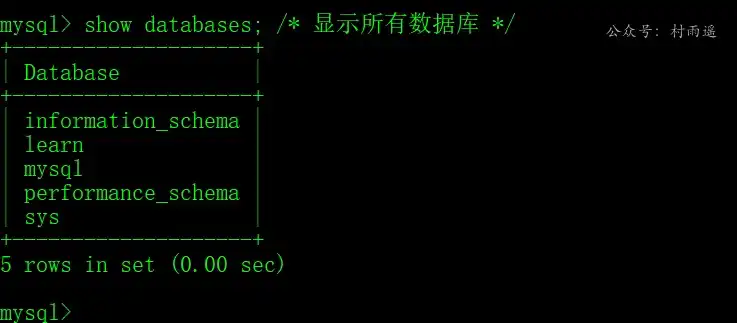 mysql> show databases; /* 显示所有数据库 */
公众号: 村雨遥
+--------------------+
| Database           |
+--------------------+
| information_schema |
| learn              |
| mysql              |
| performance_schema |
| sys                |
+--------------------+
5 rows in set (0.00 sec)
mysql>